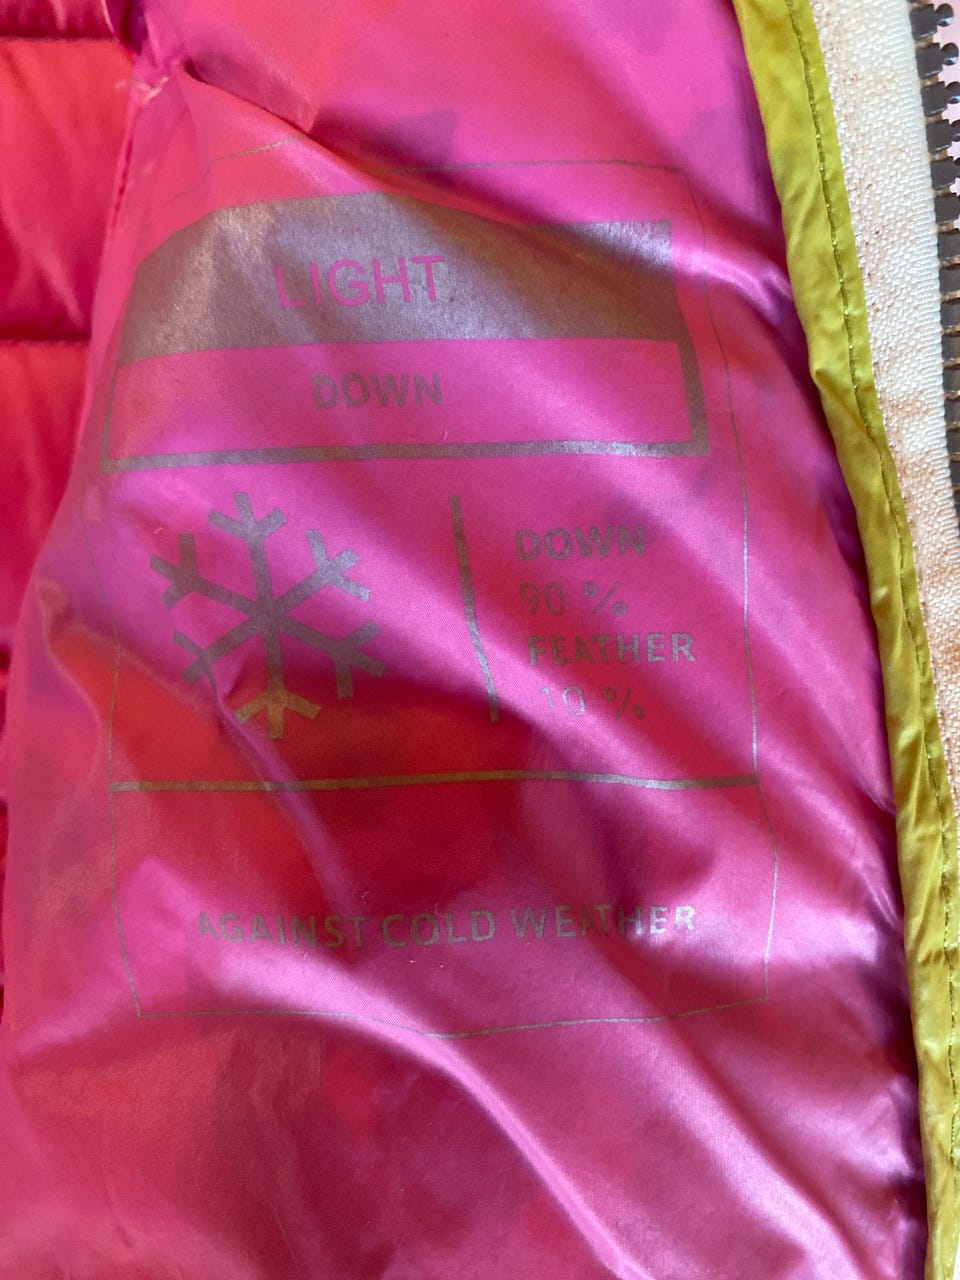 LIGHT
DOWN
DOWN
90 %
FEATHER
10 %
AGAINST COLD WEATHER